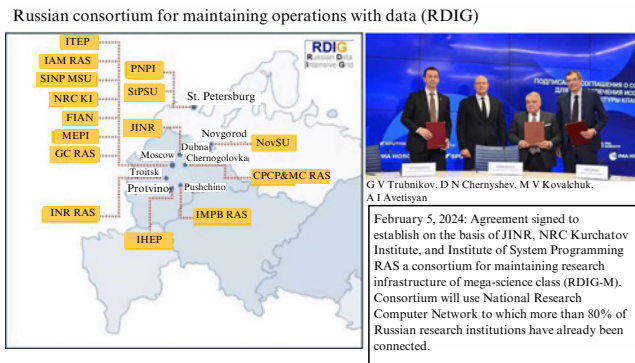 Russian consortium for maintaining operations with data (RDIG)
ITEP
IAM RAS
SINP MSU
NRC KI
FIAN
MEPI
GC RAS
PNPI
StPSU
JINR
RDIG
Russian Data
Intensive Grid
St. Petersburg
Novgorod
NovSU
Dubna
Moscow
Chernogolovka
Troitsk
CPCP&MC RAS
Protvino
Pushchino
INR RAS
IMPB RAS
IHEP
G V Trubnikov, D N Chernyshev, M V Kovalchuk,
A I Avetisyan
February 5, 2024: Agreement signed to
establish on the basis of JINR, NRC Kurchatov
Institute, and Institute of System Programming
RAS a consortium for maintaining research
infrastructure of mega-science class (RDIG-M).
Consortium will use National Research
Computer Network to which more than 80% of
Russian research institutions have already been
connected.